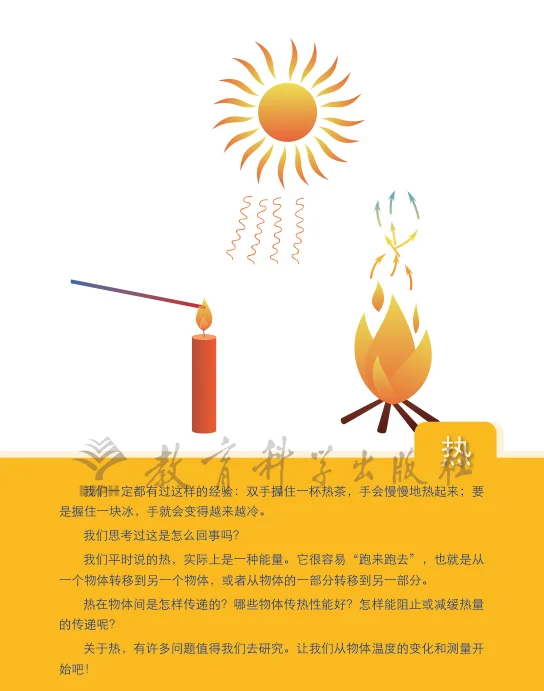 热
教育科学出版社
我们一定都有过这样的经验：双手握住一杯热茶，手会慢慢地热起来；要
是握住一块冰，手就会变得越来越冷。
我们思考过这是怎么回事吗？
我们平时说的热，实际上是一种能量。它很容易“跑来跑去”，也就是从
一个物体转移到另一个物体，或者从物体的一部分转移到另一部分。
热在物体间是怎样传递的？哪些物体传热性能好？怎样能阻止或减缓热量
的传递呢？
关于热，有许多问题值得我们去研究。让我们从物体温度的变化和测量开
始吧！